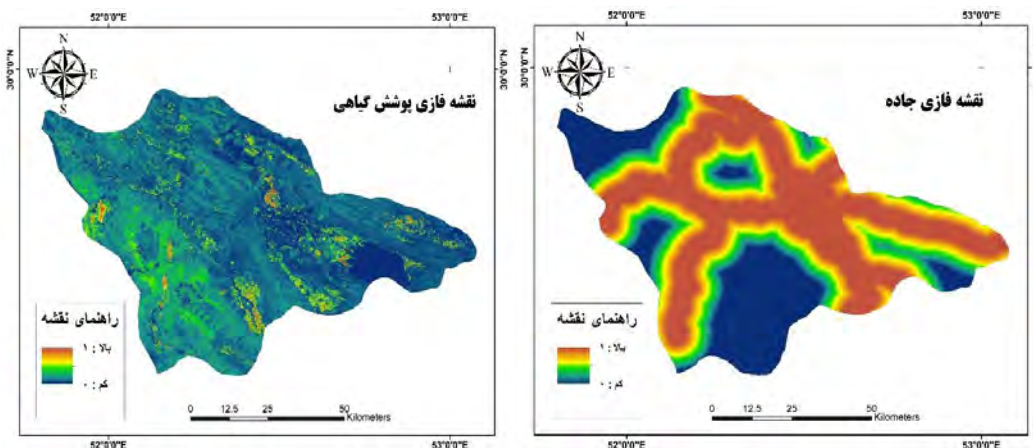 52°0'0"E 53°0'0"E
30°0'0"N
N
W E
S
نقشه فازی پوشش گیاهی
راهنمای نقشه
بالا : ۱
کم : ۰
0 12.5 25 50
Kilometers
52°0'0"E 53°0'0"E
52°0'0"E 53°0'0"E
30°0'0"N
N
W E
S
نقشه فازی جاده
راهنمای نقشه
بالا : ۱
کم : ۰
0 12.5 25 50
Kilometers
52°0'0"E 53°0'0"E